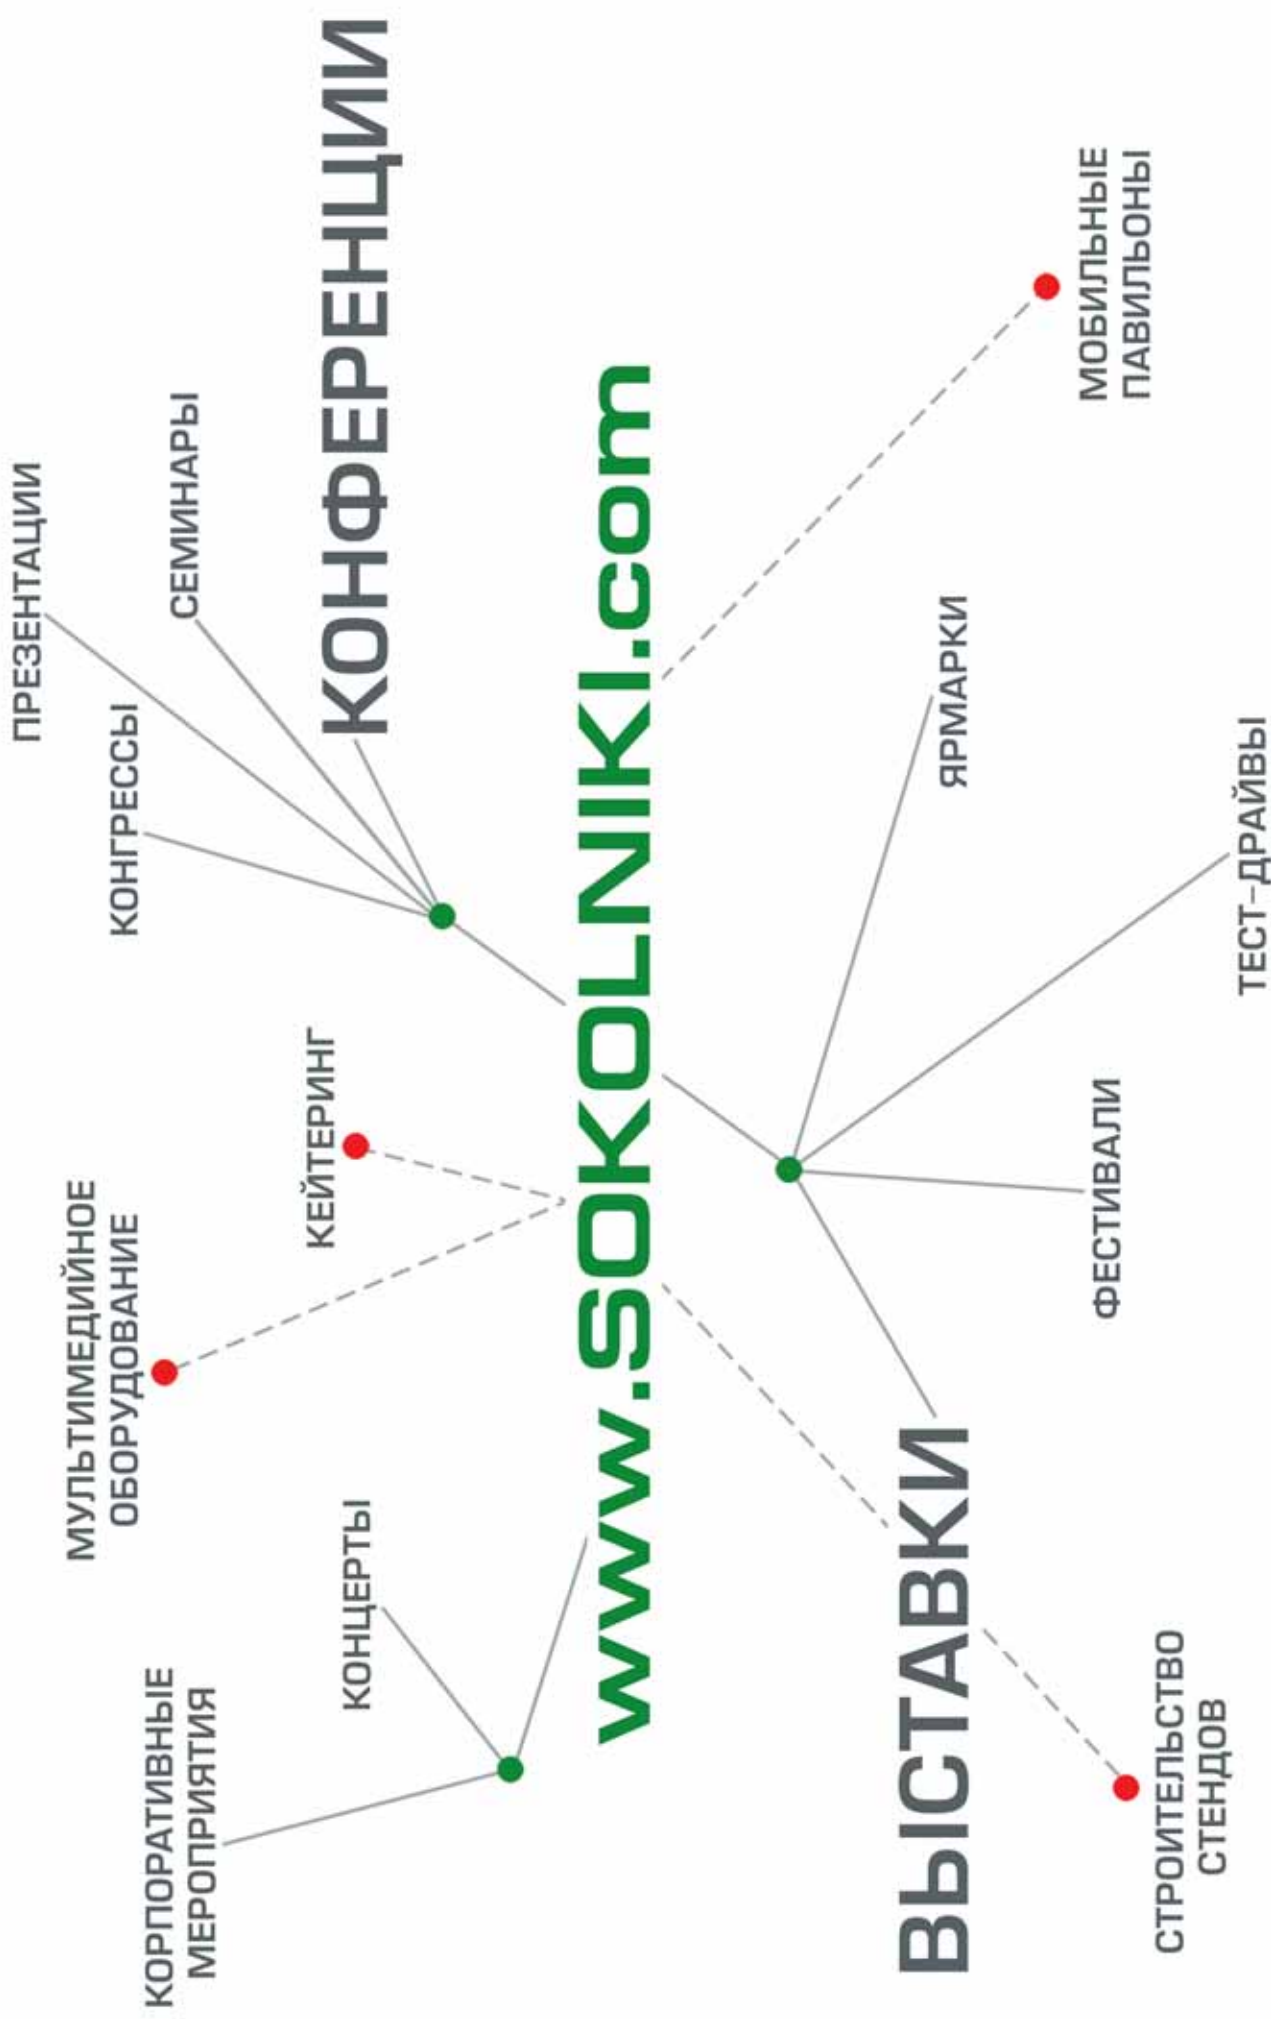 КОРПОРАТИВНЫЕ
МЕРОПРИЯТИЯ
КОНЦЕРТЫ
МУЛЬТИМЕДИЙНОЕ
ОБОРУДОВАНИЕ
КЕЙТЕРИНГ
КОНГРЕССЫ
ПРЕЗЕНТАЦИИ
СЕМИНАРЫ
КОНФЕРЕНЦИИ
www.SOKOLNIKI.com
ВЫСТАВКИ
СТРОИТЕЛЬСТВО
СТЕНДОВ
ФЕСТИВАЛИ
ТЕСТ-ДРАЙВЫ
ЯРМАРКИ
МОБИЛЬНЫЕ
ПАВИЛЬОНЫ